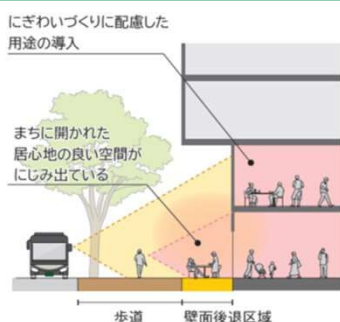 にぎわいづくりに配慮した
用途の導入
まちに開かれた
居心地の良い空間が
にじみ出ている
歩道
壁面後退区域